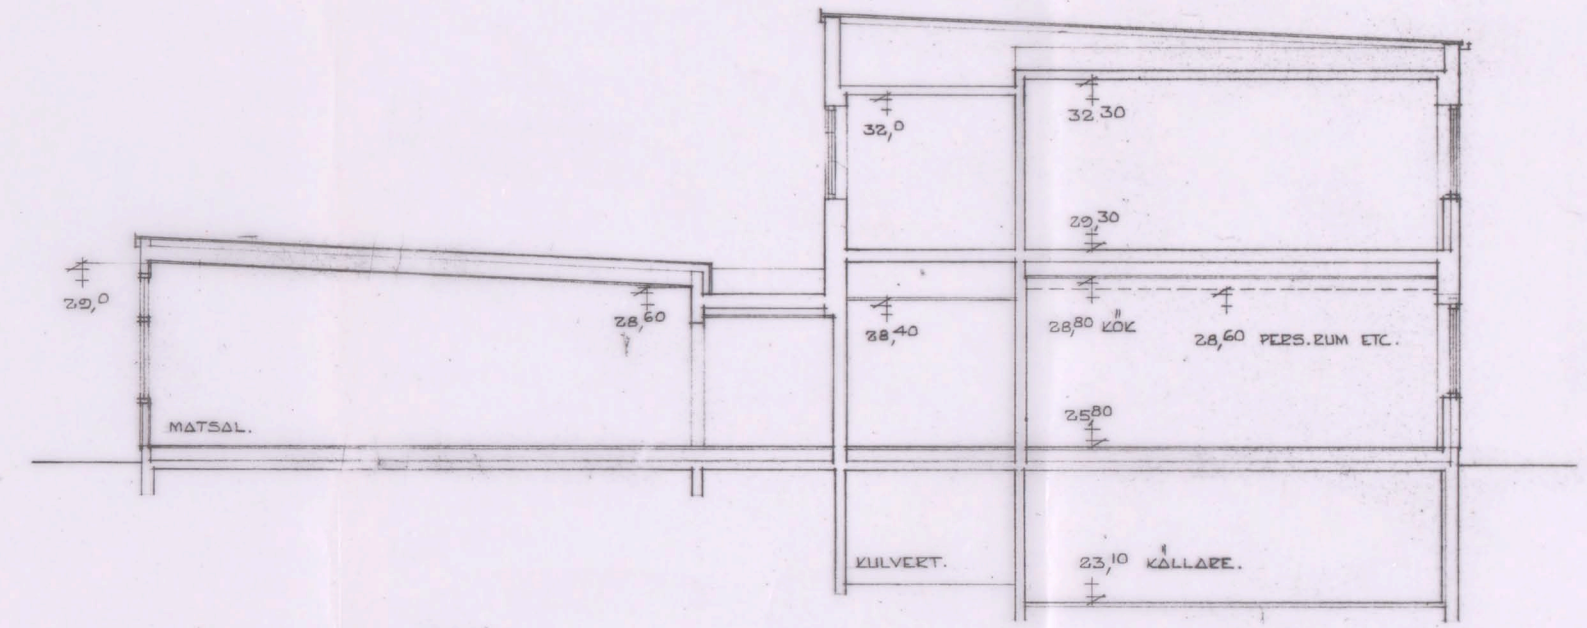 32,0
32,30
29,30
29,0
28,60
28,40
28,80 KÖK
28,60 PERS.RUM ETC.
25,80
MATSAL.
KULVERT.
23,10 KÄLLARE.